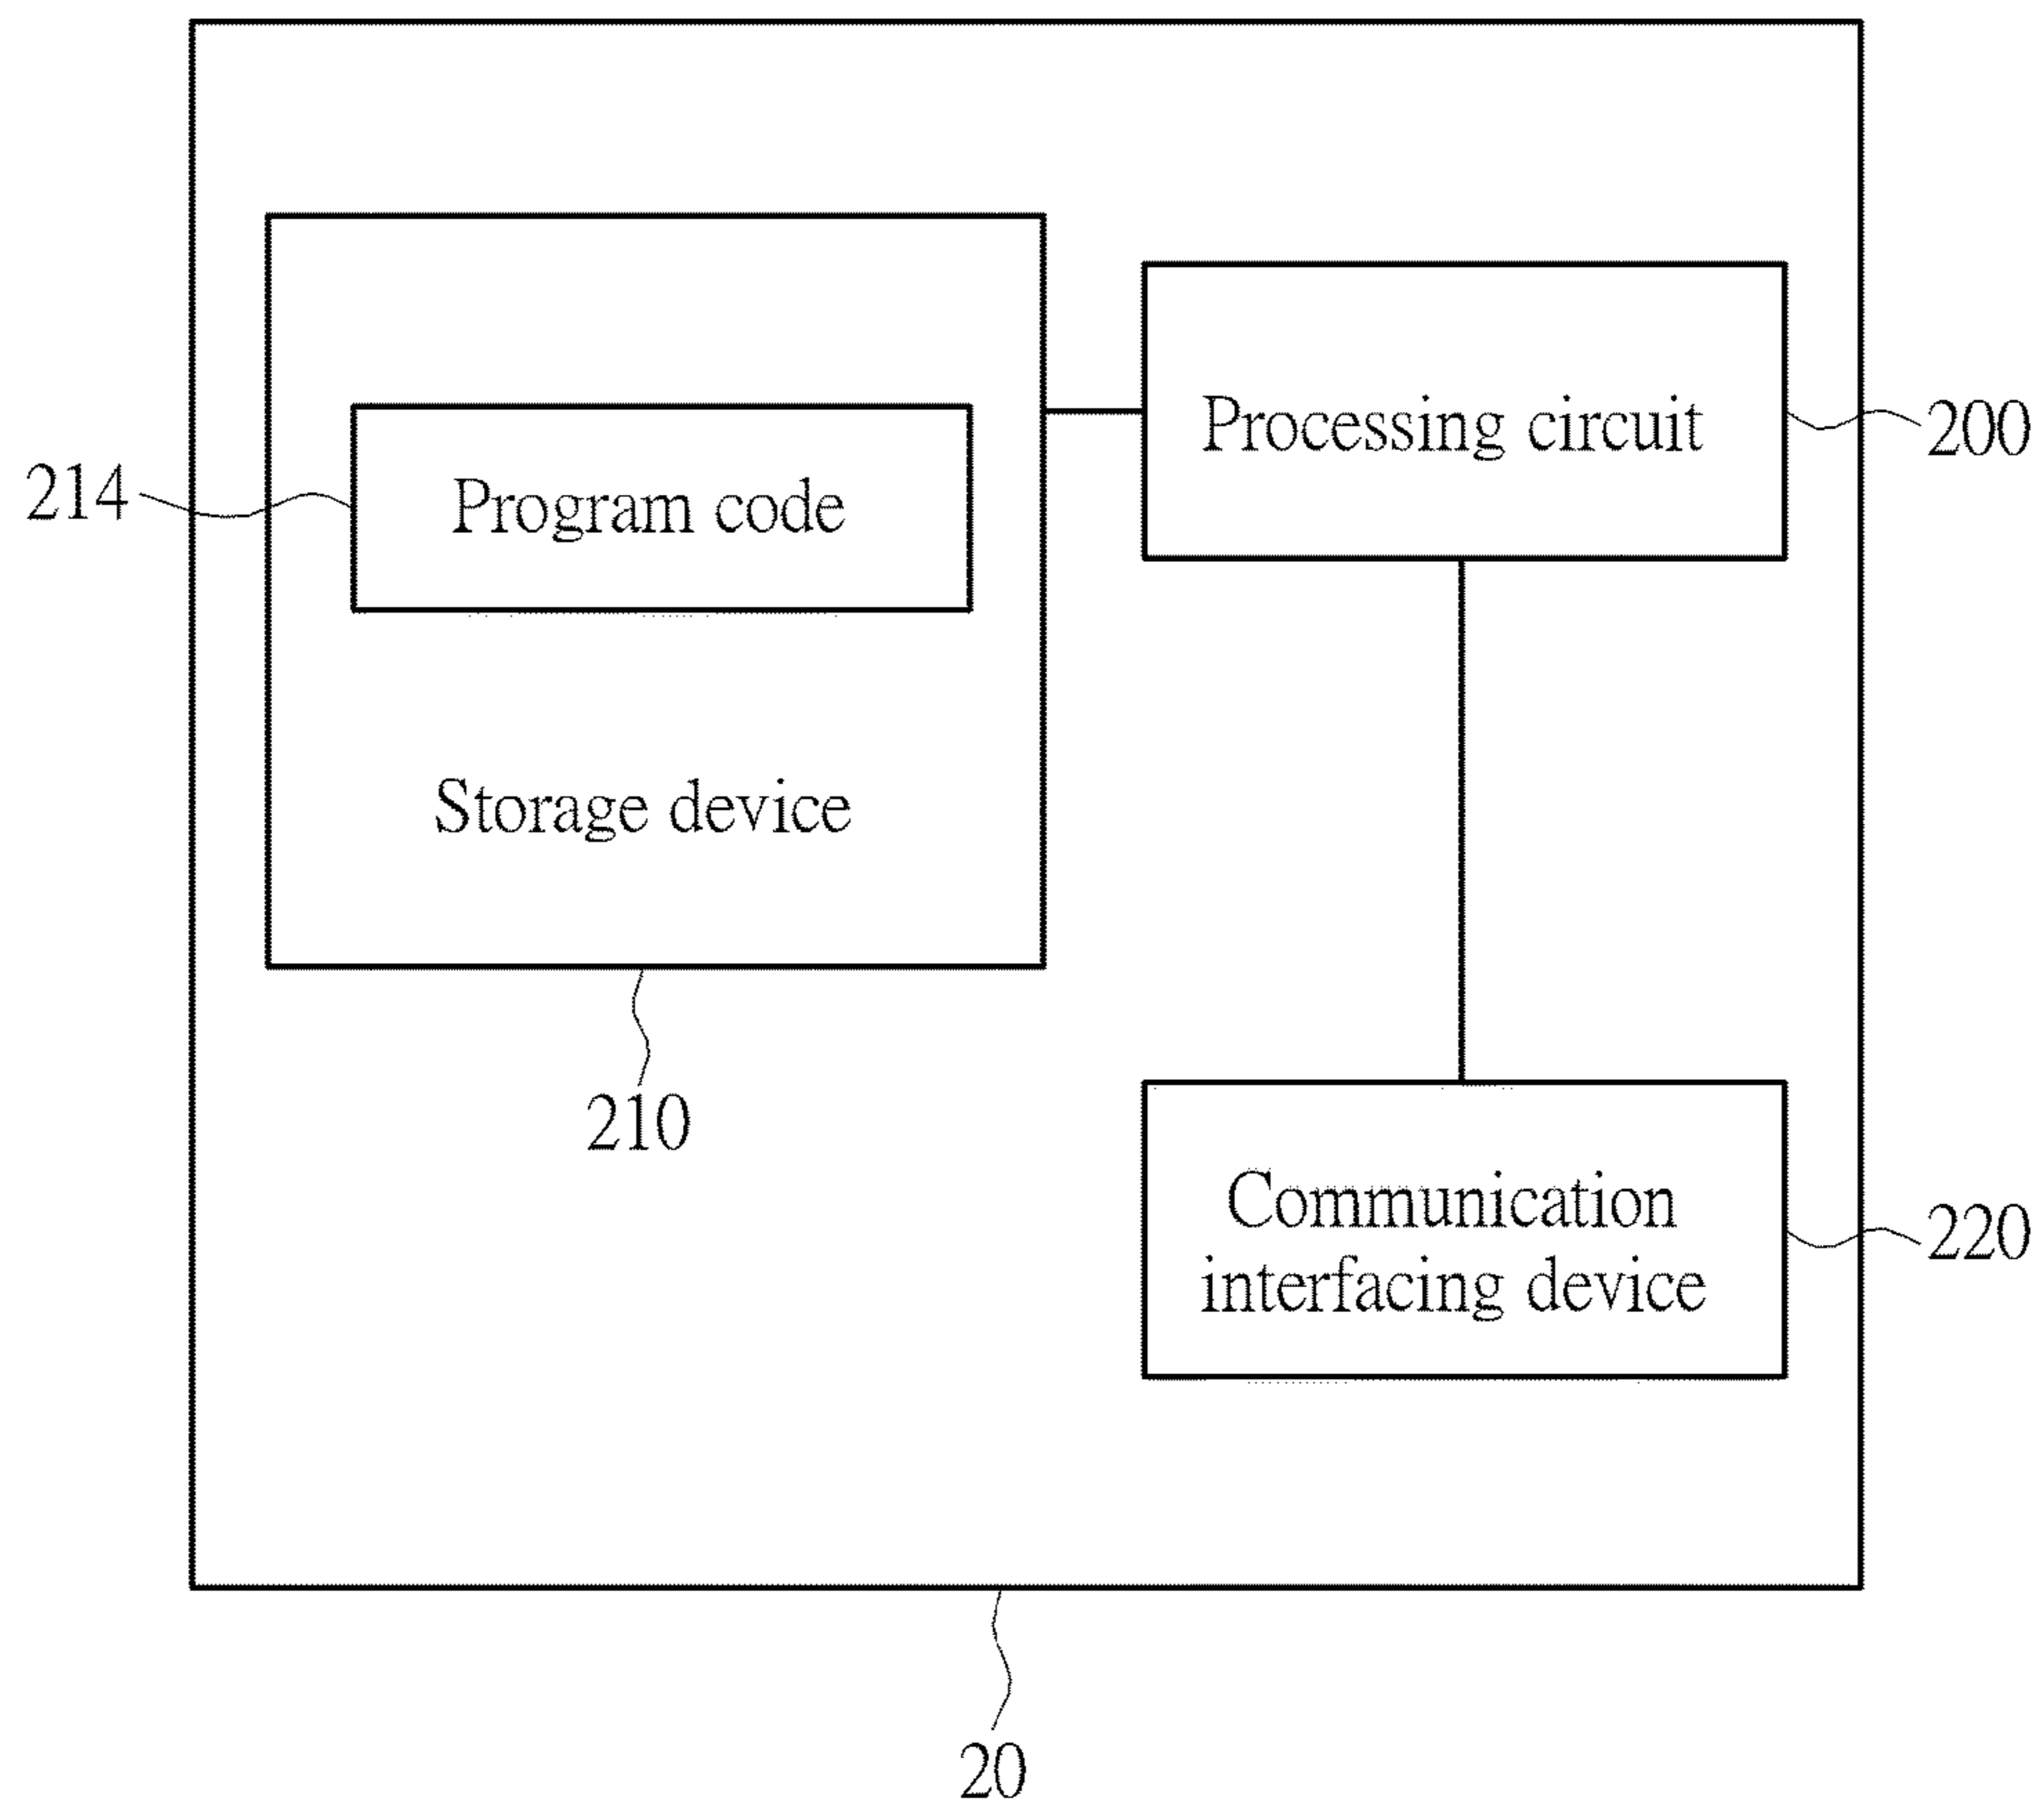 Processing circuit
200
214
Program code
Storage device
210
Communication
interfacing device
220
20